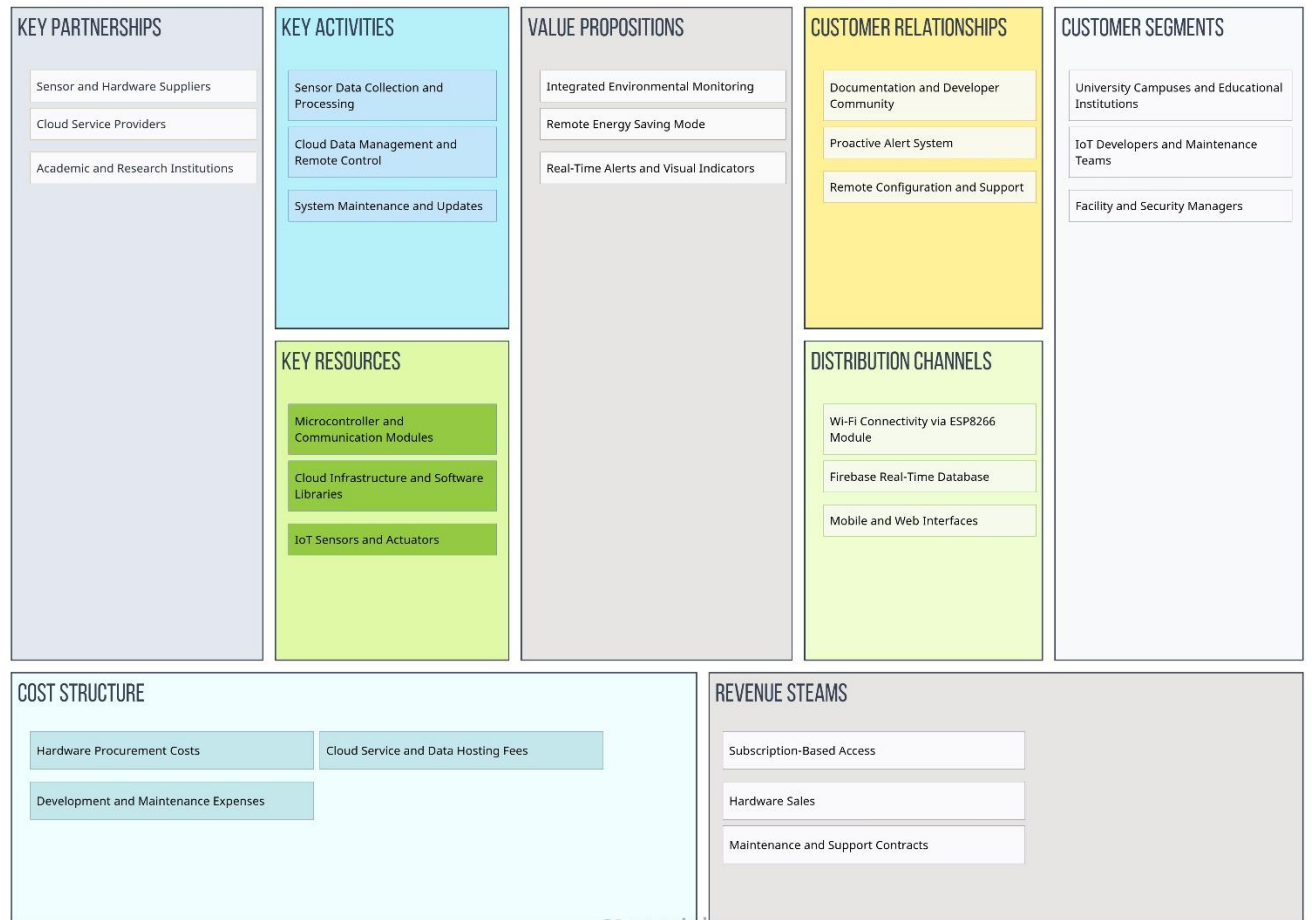 KEY PARTNERSHIPS
Sensor and Hardware Suppliers
Cloud Service Providers
Academic and Research Institutions
KEY ACTIVITIES
Sensor Data Collection and
Processing
Cloud Data Management and
Remote Control
System Maintenance and Updates
KEY RESOURCES
Microcontroller and
Communication Modules
Cloud Infrastructure and Software
Libraries
IoT Sensors and Actuators
VALUE PROPOSITIONS
Integrated Environmental Monitoring
Remote Energy Saving Mode
Real-Time Alerts and Visual Indicators
CUSTOMER RELATIONSHIPS
Documentation and Developer
Community
Proactive Alert System
Remote Configuration and Support
DISTRIBUTION CHANNELS
Wi-Fi Connectivity via ESP8266
Module
Firebase Real-Time Database
Mobile and Web Interfaces
CUSTOMER SEGMENTS
University Campuses and Educational
Institutions
IoT Developers and Maintenance
Teams
Facility and Security Managers
COST STRUCTURE
Hardware Procurement Costs
Cloud Service and Data Hosting Fees
Development and Maintenance Expenses
REVENUE STEAMS
Subscription-Based Access
Hardware Sales
Maintenance and Support Contracts